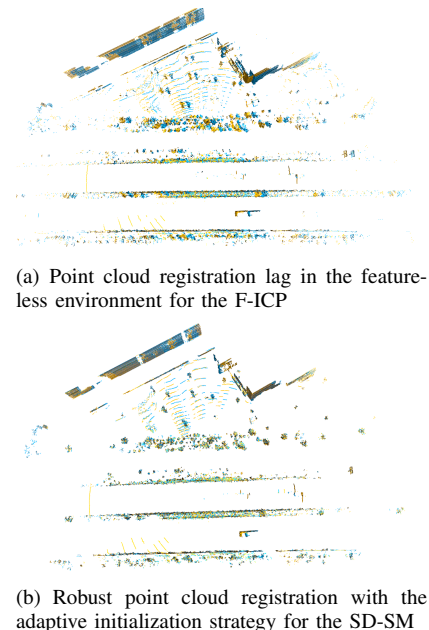 (a) Point cloud registration lag in the feature-
less environment for the F-ICP
(b) Robust point cloud registration with the
adaptive initialization strategy for the SD-SM